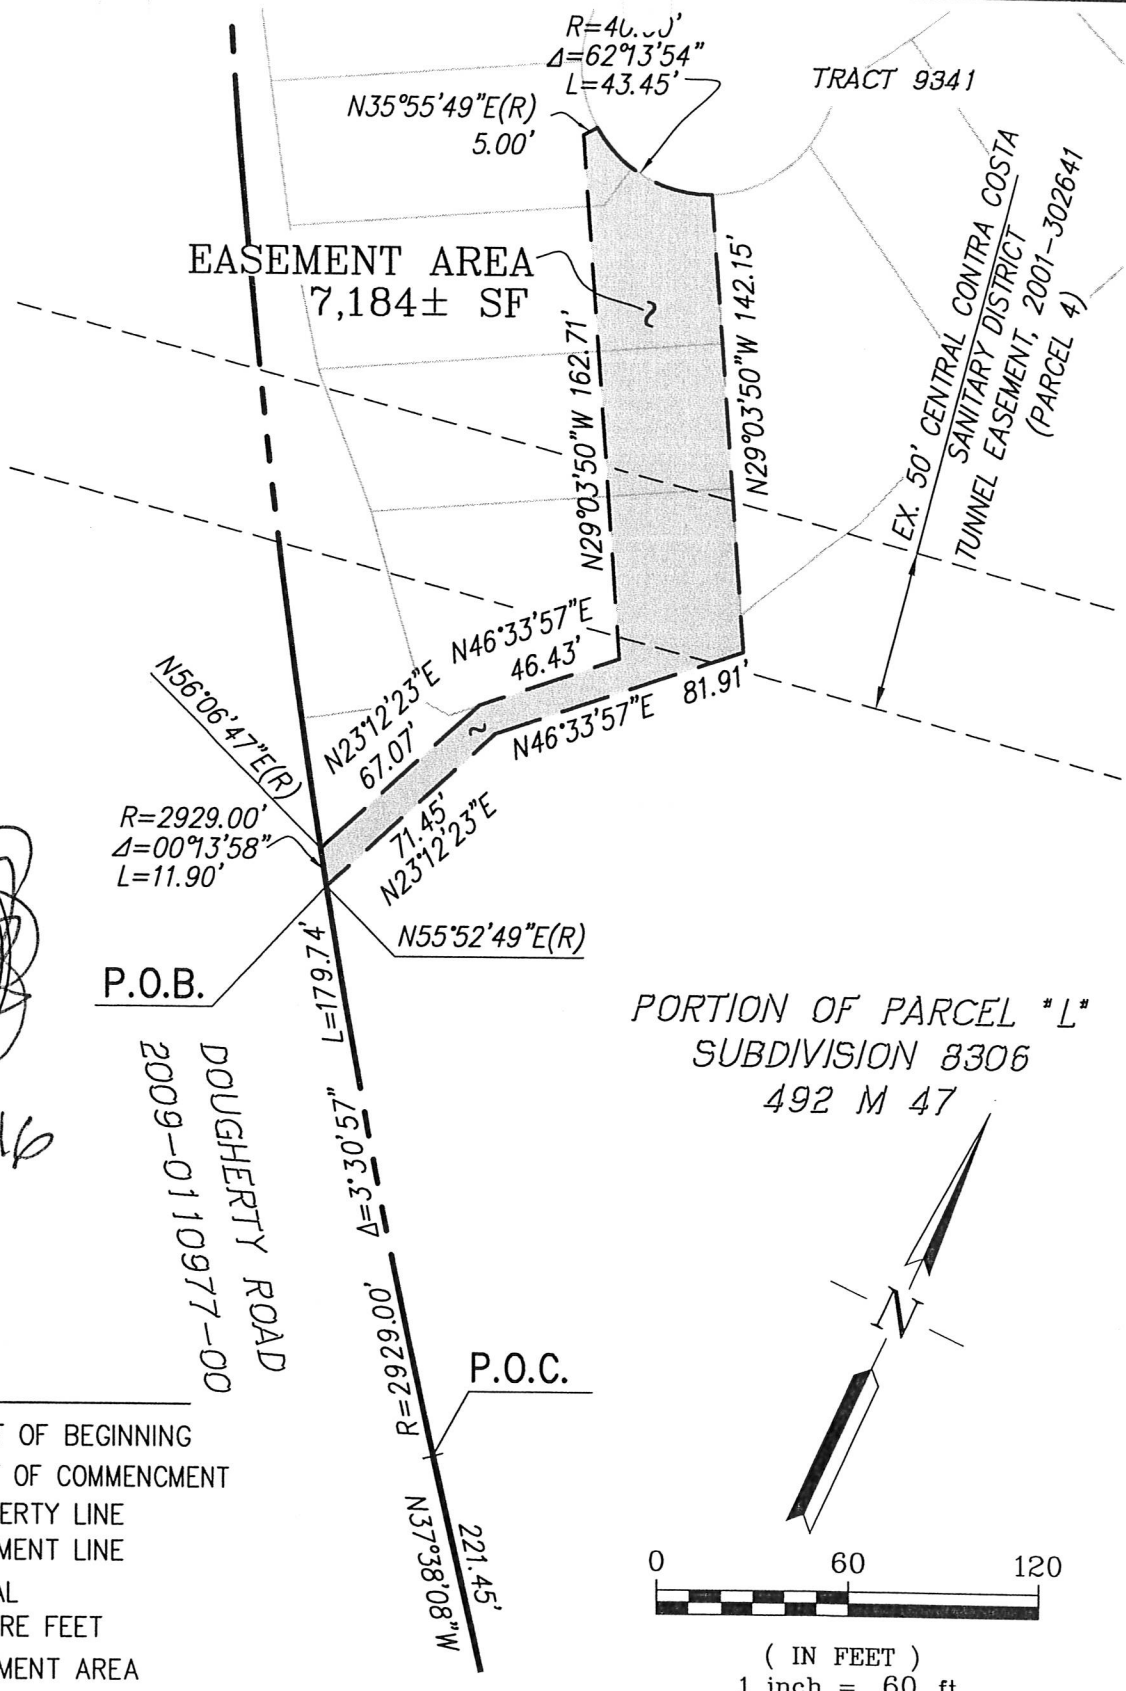 Δ=62°13'54"
L=43.45'
TRACT 9341
N35°55'49"E(R)
5.00'
EASEMENT AREA
7,184± SF
N29°03'50"W 162.71'
N29°03'50"W 142.15'
EX. 50' CENTRAL CONTRA COSTA
SANITARY DISTRICT
TUNNEL EASEMENT, 2001-302641
(PARCEL 4)
N46°33'57"E
46.43'
N23°12'23"E
67.07'
N46°33'57"E 81.91'
N56°06'47"E(R)
R=2929.00'
Δ=00°13'58"
L=11.90'
71.45'
N23°12'23"E
N55°52'49"E(R)
P.O.B.
L=179.74'
Δ=3°30'57"
R=2929.00'
DOUGHERTY ROAD
2009-0110977-00
PORTION OF PARCEL "L"
SUBDIVISION 8306
492 M 47
N
P.O.C.
221.45'
N37°38'08"W
OF BEGINNING
OF COMMENCMENT
ERTY LINE
MENT LINE
AL
RE FEET
MENT AREA
0 60 120
( IN FEET )
1 inch = 60 ft